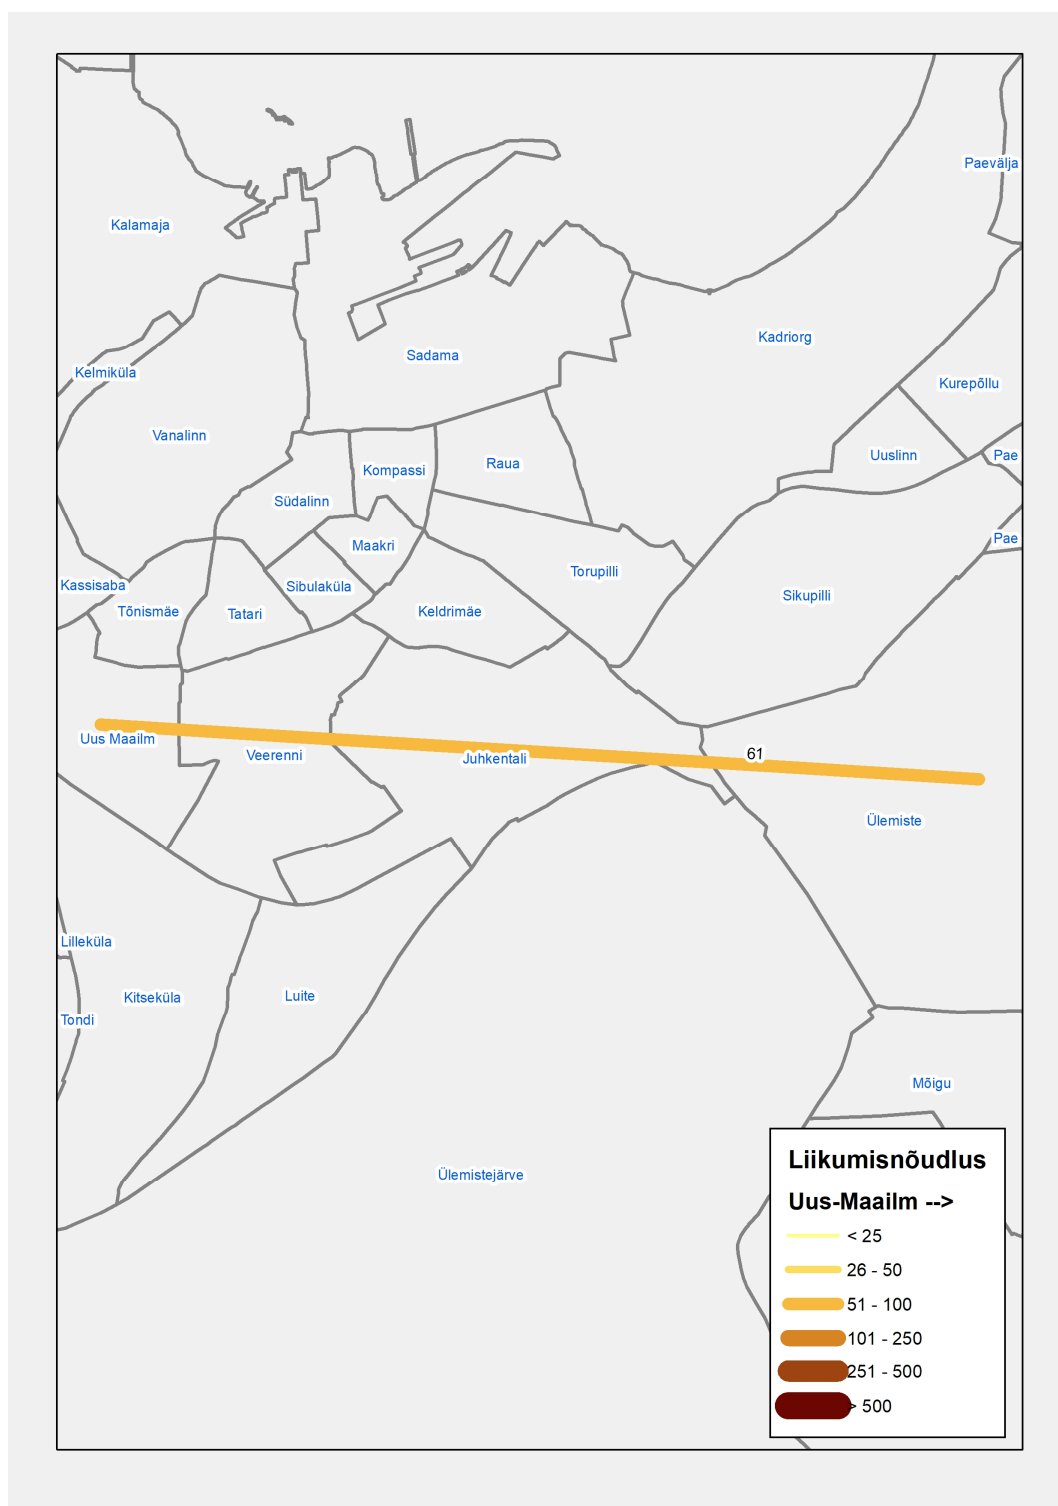 Paevälja
Kalamaja
Kadriorg
Sadama
Kelmiküla
Kurepõllu
Vanalinn
Uuslinn
Pae
Raua
Kompassi
Südalinn
Pae
Maakri
Torupilli
Kassisaba
Sibulaküla
Sikupilli
Tõnismäe
Tatari
Keldrimäe
Uus Maailm
Veerenni
Juhkentali
61
Ülemiste
Lilleküla
Kitseküla
Luite
Tondi
Mõigu
Ülemistejärve
Liikumisnõudlus
Uus-Maailm -->
< 25
26 - 50
51 - 100
101 - 250
251 - 500
> 500